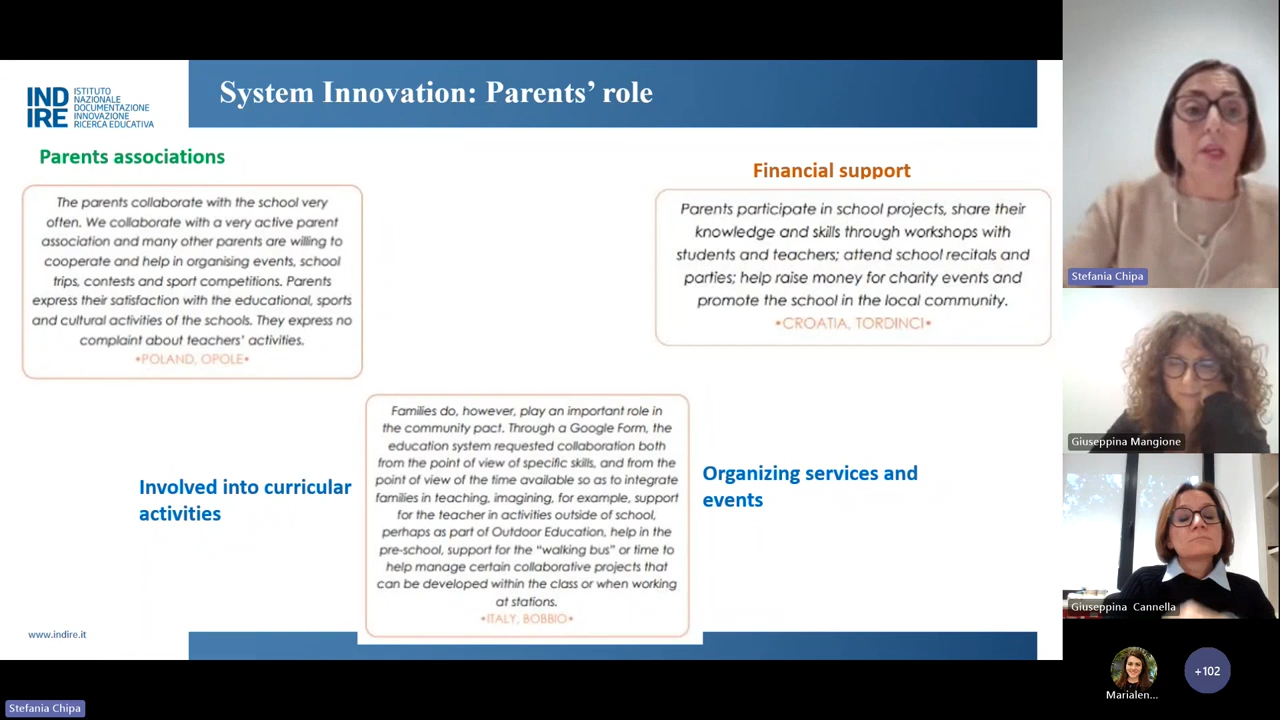 IND
IRE
ISTITUTO
NAZIONALE
DOCUMENTAZIONE
INNOVAZIONE
RICERCA EDUCATIVA
System Innovation: Parents’ role
Parents associations
The parents collaborate with the school very
often. We collaborate with a very active parent
association and many other parents are willing to
cooperate and help in organising events, school
trips, contests and sport competitions. Parents
express their satisfaction with the educational, sports
and cultural activities of the schools. They express no
complaint about teachers’ activities.
•POLAND, OPOLE•
Financial support
Parents participate in school projects, share their
knowledge and skills through workshops with
students and teachers; attend school recitals and
parties; help raise money for charity events and
promote the school in the local community.
•CROATIA, TORDINCI•
Involved into curricular
activities
Families do, however, play an important role in
the community pact. Through a Google Form, the
education system requested collaboration both
from the point of view of specific skills, and from the
point of view of the time available so as to integrate
families in teaching, imagining, for example, support
for the teacher in activities outside of school,
perhaps as part of Outdoor Education, help in the
pre-school, support for the “walking bus” or time to
help manage certain collaborative projects that
can be developed within the class or when working
at stations.
•ITALY, BOBBIO•
Organizing services and
events
www.indire.it
Stefania Chipa
Stefania Chipa
Giuseppina Mangione
Giuseppina Cannella
Marialen...
+102